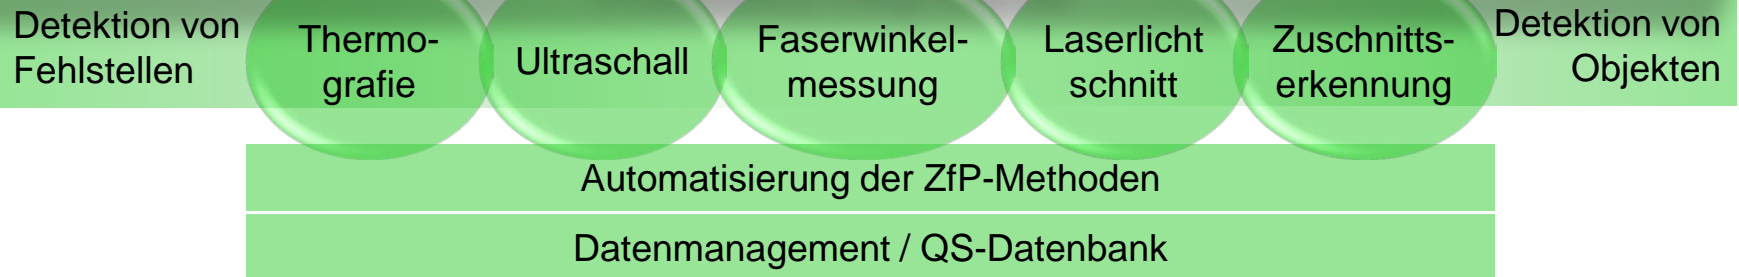 Detektion von
Fehlstellen
Thermo-
grafie
Ultraschall
Faserwinkel-
messung
Laserlicht
schnitt
Zuschnitts-
erkennung
Detektion von
Objekten
Automatisierung der ZfP-Methoden
Datenmanagement / QS-Datenbank